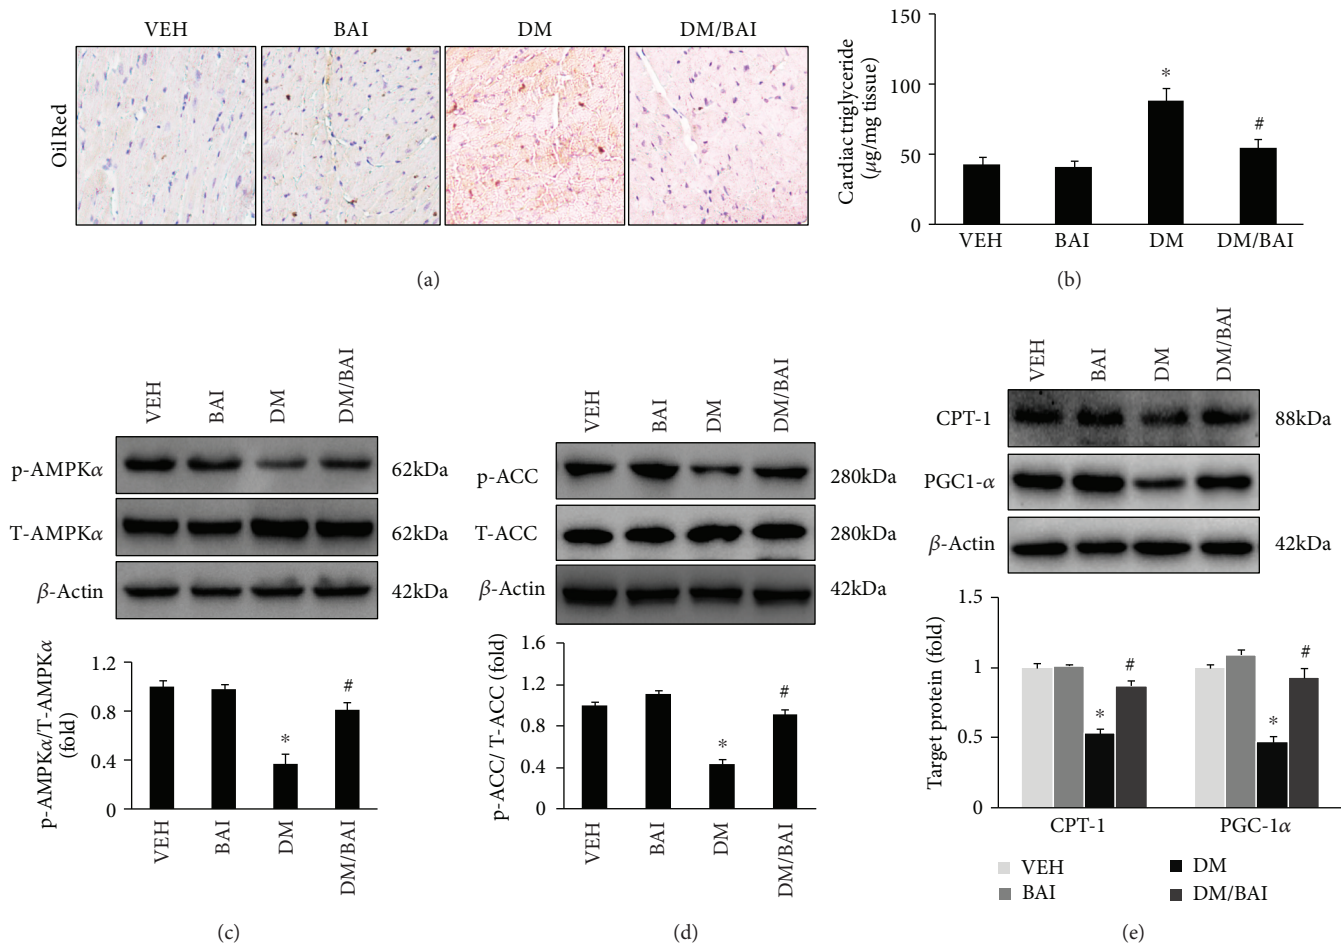 VEH BAI DM DM/BAI
Oil Red
(a)
Cardiac triglyceride
(μg/mg tissue)
150
100
50
0
*
#
VEH BAI DM DM/BAI
(b)
VEH BAI DM DM/BAI
p-AMPKα 62kDa
T-AMPKα 62kDa
β-Actin 42kDa
p-AMPKα/T-AMPKα
(fold)
1.2
0.8
0.4
0
*
#
VEH BAI DM DM/BAI
(c)
VEH BAI DM DM/BAI
p-ACC 280kDa
T-ACC 280kDa
β-Actin 42kDa
p-ACC/ T-ACC (fold)
1.6
1.2
0.8
0.4
0
*
#
VEH BAI DM DM/BAI
(d)
VEH BAI DM DM/BAI
CPT-1 88kDa
PGC1-α
β-Actin 42kDa
Target protein (fold)
1.5
1
0.5
0
* # * #
CPT-1 PGC-1α
VEH DM
BAI DM/BAI
(e)